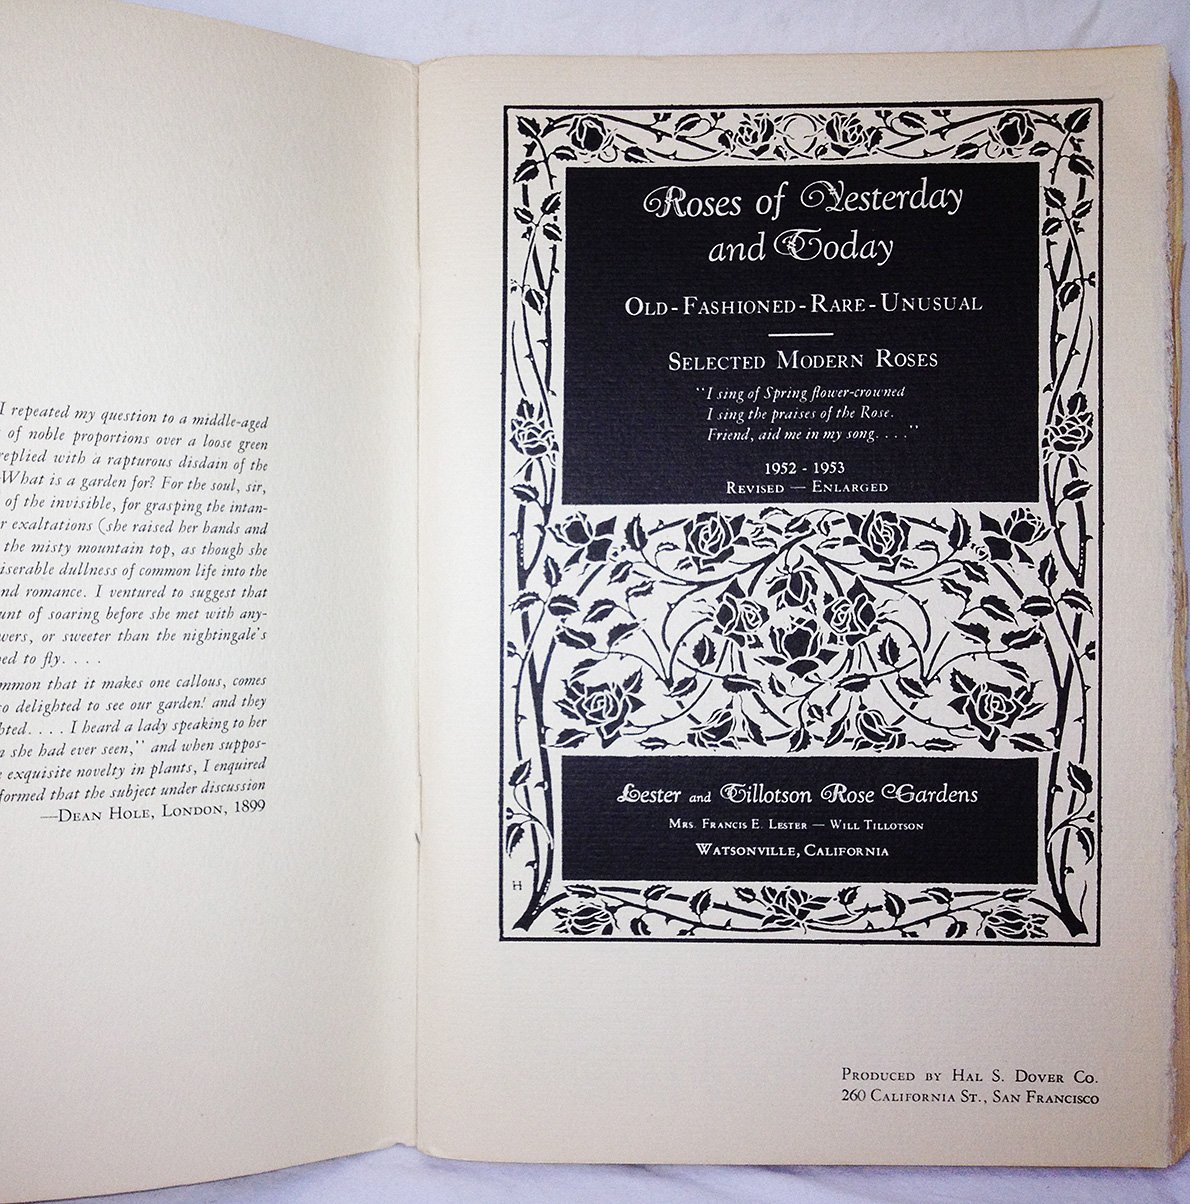 I repeated my question to a middle-aged
of noble proportions over a loose green
replied with a rapturous disdain of the
What is a garden for? For the soul, sir,
of the invisible, for grasping the intan-
r exaltations (she raised her hands and
the misty mountain top, as though she
iserable dullness of common life into the
nd romance. I ventured to suggest that
unt of soaring before she met with any-
wers, or sweeter than the nightingale's
ed to fly. . . .
mmon that it makes one callous, comes
o delighted to see our garden! and they
hted. . . . I heard a lady speaking to her
n she had ever seen," and when suppos-
e exquisite novelty in plants, I enquired
formed that the subject under discussion
—DEAN HOLE, LONDON, 1899
Roses of Yesterday
and Today
OLD-FASHIONED-RARE-UNUSUAL
SELECTED MODERN ROSES
"I sing of Spring flower-crowned
I sing the praises of the Rose.
Friend, aid me in my song. . . ."
1952 - 1953
REVISED — ENLARGED
Lester and Tillotson Rose Gardens
MRS. FRANCIS E. LESTER — WILL TILLOTSON
WATSONVILLE, CALIFORNIA
H
PRODUCED BY HAL S. DOVER CO.
260 CALIFORNIA ST., SAN FRANCISCO